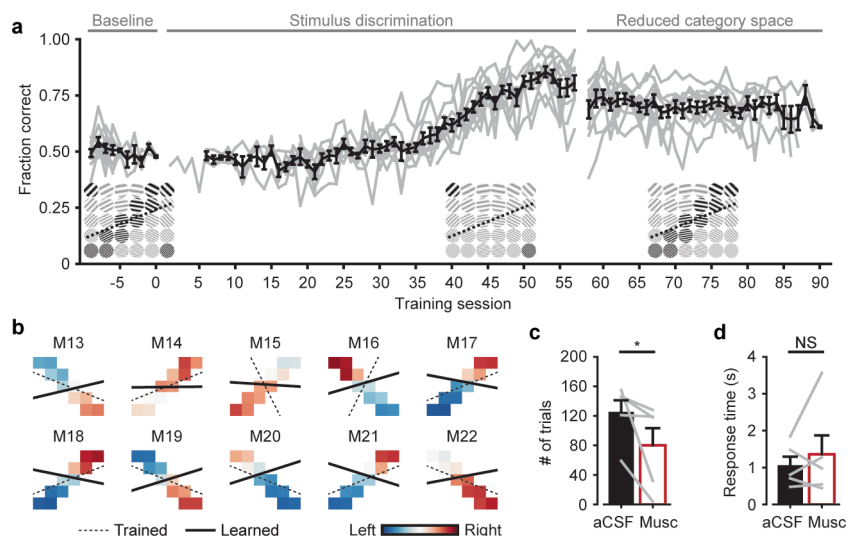 Baseline Stimulus discrimination Reduced category space
a
1.00
0.75
0.50
0.25
0
Fraction correct
-5 0 5 10 15 20 25 30 35 40 45 50 55 60 65 70 75 80 85 90
Training session
b
M13 M14 M15 M16 M17
M18 M19 M20 M21 M22
Trained Learned Left Right
c
*
200
160
120
80
40
0
# of trials
aCSF Musc
d
NS
4
3
2
1
0
Response time (s)
aCSF Musc